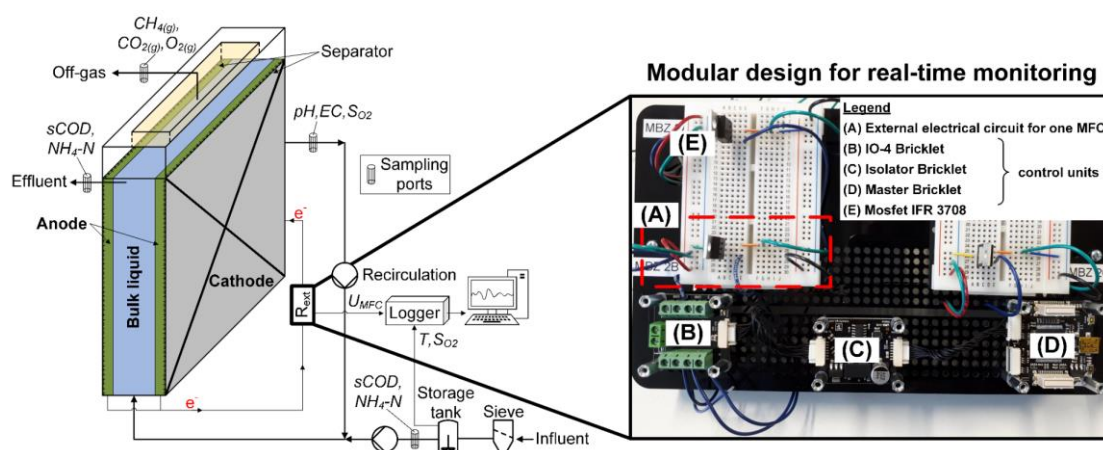 CH4(g),
CO2(g), O2(g)
Off-gas
Separator
sCOD,
NH4-N
pH,EC,SO2
Effluent
Sampling
ports
Anode
e-
Bulk liquid
Cathode
Recirculation
Rext
UMFC
Logger
T,SO2
e-
sCOD,
NH4-N
Storage
tank
Sieve
Influent
Modular design for real-time monitoring
Legend
(A) External electrical circuit for one MFC
(B) IO-4 Bricklet
(C) Isolator Bricklet
(D) Master Bricklet
(E) Mosfet IFR 3708
control units
MBZ
(E)
(A)
MBZ 2B
MBZ
(B)
(C)
(D)